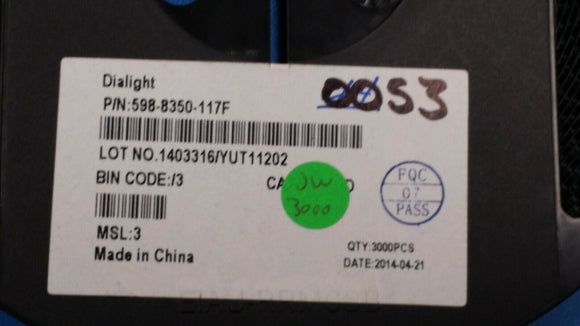 Dialight
0053
P/N:598-8350-117F
LOT NO.1403316/YUT11202
BIN CODE:/3
JW
3000
FQC
07
PASS
MSL:3
Made in China
QTY:3000PCS
DATE:2014-04-21